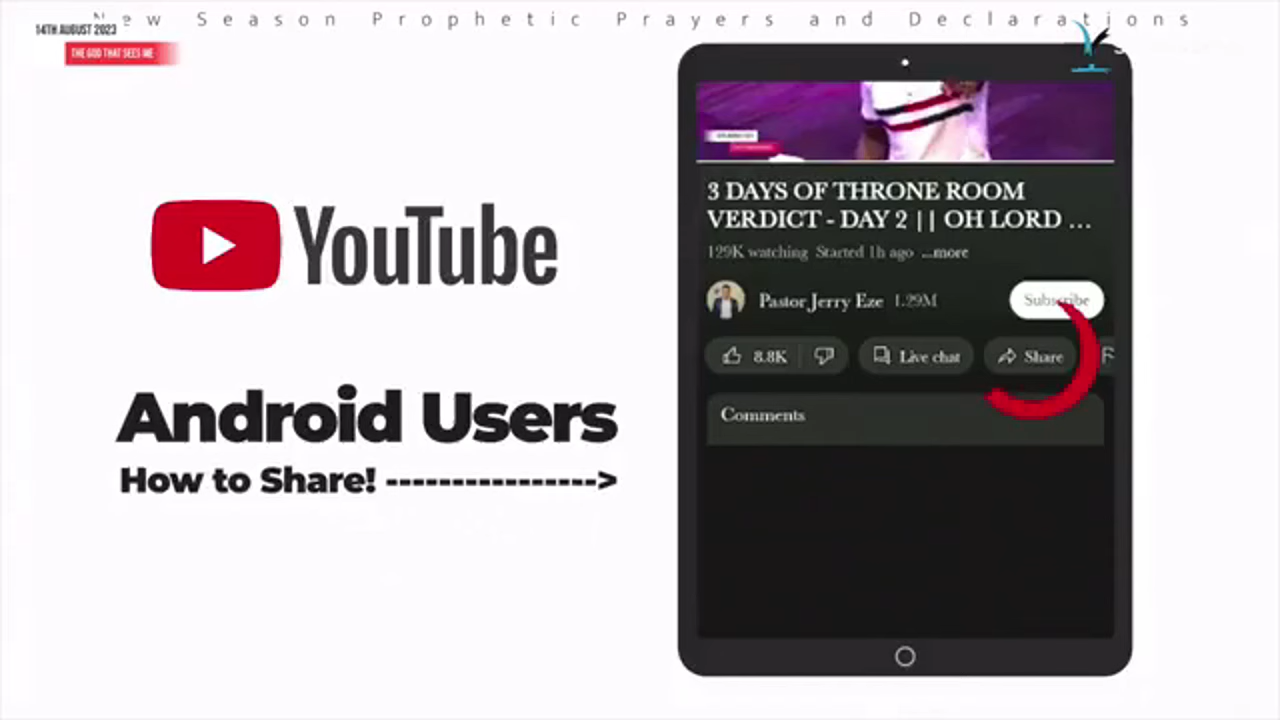 New Season Prophetic Prayers and Declarations
14TH AUGUST 2023
THE GOD THAT SEES ME
YouTube
Android Users
How to Share! ---------------->
3 DAYS OF THRONE ROOM
VERDICT - DAY 2 || OH LORD ...
129K watching Started 1h ago ...more
Pastor Jerry Eze 1.29M
Subscribe
8.8K
Live chat
Share
Comments